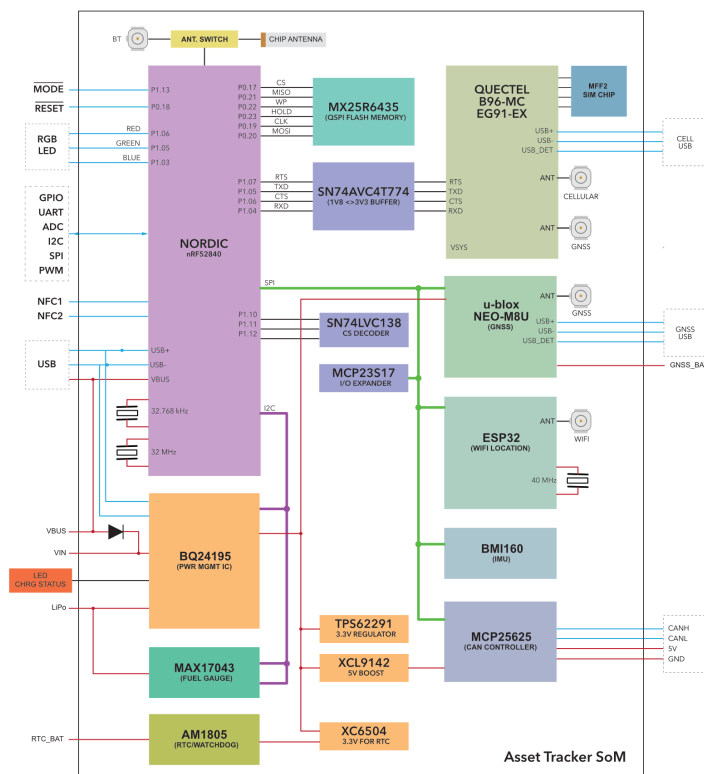 BT
ANT. SWITCH
CHIP ANTENNA
MODE
RESET
RGB
LED
RED
GREEN
BLUE
GPIO
UART
ADC
I2C
SPI
PWM
NFC1
NFC2
USB
P1.13
P0.18
P1.06
P1.05
P1.03
NORDIC
nRF52840
USB+
USB-
VBUS
32.768 kHz
32 MHz
P0.17
P0.21
P0.22
P0.23
P0.19
P0.20
CS
MISO
WP
HOLD
CLK
MOSI
MX25R6435
(QSPI FLASH MEMORY)
P1.07
P1.05
P1.06
P1.04
RTS
TXD
CTS
RXD
SN74AVC4T774
(1V8 <>3V3 BUFFER)
QUECTEL
B96-MC
EG91-EX
USB+
USB-
USB_DET
RTS
TXD
CTS
RXD
ANT
ANT
VSYS
MFF2
SIM CHIP
CELL
USB
CELLULAR
GNSS
SPI
P1.10
P1.11
P1.12
SN74LVC138
CS DECODER
MCP23S17
I/O EXPANDER
I2C
u-blox
NEO-M8U
(GNSS)
ANT
USB+
USB-
USB_DET
GNSS
GNSS
USB
GNSS_BA
ESP32
(WIFI LOCATION)
ANT
WIFI
40 MHz
BMI160
(IMU)
MCP25625
(CAN CONTROLLER)
CANH
CANL
5V
GND
VBUS
VIN
LED
CHRG STATUS
LiPo
BQ24195
(PWR MGMT IC)
TPS62291
3.3V REGULATOR
XCL9142
5V BOOST
MAX17043
(FUEL GAUGE)
RTC_BAT
AM1805
(RTC/WATCHDOG)
XC6504
3.3V FOR RTC
Asset Tracker SoM